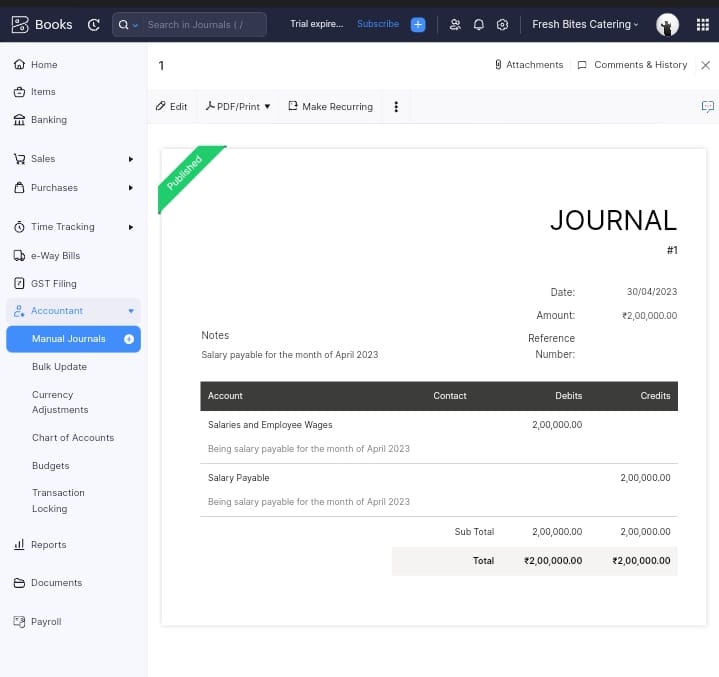 Books
Search in Journals ( /
Trial expire...
Subscribe
Fresh Bites Catering
Home
Items
Banking
Sales
Purchases
Time Tracking
e-Way Bills
GST Filing
Accountant
Manual Journals
Bulk Update
Currency
Adjustments
Chart of Accounts
Budgets
Transaction
Locking
Reports
Documents
Payroll
1
Attachments
Comments & History
Edit
PDF/Print
Make Recurring
Published
JOURNAL
#1
Date: 30/04/2023
Amount: ₹2,00,000.00
Reference
Number:
Notes
Salary payable for the month of April 2023
Account Contact Debits Credits
Salaries and Employee Wages 2,00,000.00
Being salary payable for the month of April 2023
Salary Payable 2,00,000.00
Being salary payable for the month of April 2023
Sub Total 2,00,000.00 2,00,000.00
Total ₹2,00,000.00 ₹2,00,000.00